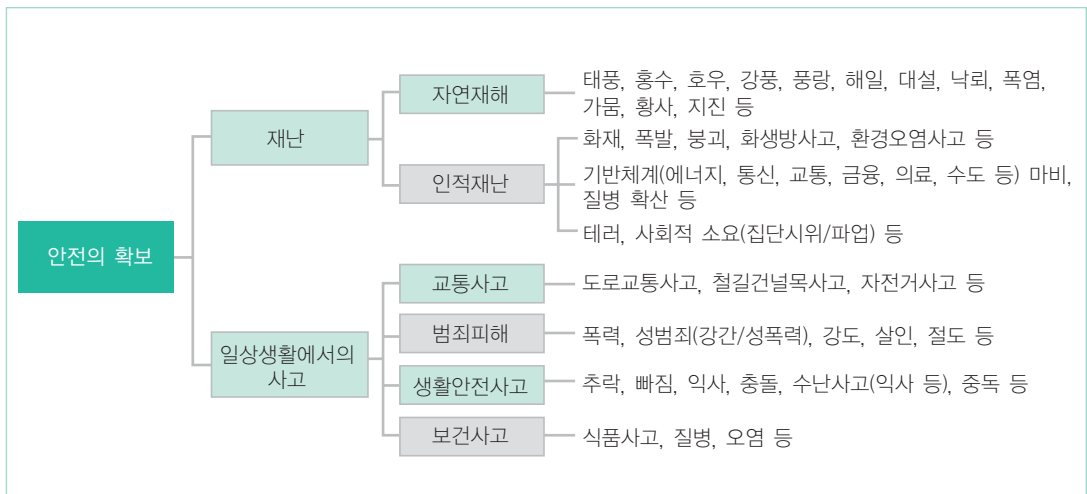 안전의 확보
재난
자연재해
태풍, 홍수, 호우, 강풍, 풍랑, 해일, 대설, 낙뢰, 폭염,
가뭄, 황사, 지진 등
인적재난
화재, 폭발, 붕괴, 화생방사고, 환경오염사고 등
기반체계(에너지, 통신, 교통, 금융, 의료, 수도 등) 마비,
질병 확산 등
테러, 사회적 소요(집단시위/파업) 등
일상생활에서의
사고
교통사고
도로교통사고, 철길건널목사고, 자전거사고 등
범죄피해
폭력, 성범죄(강간/성폭력), 강도, 살인, 절도 등
생활안전사고
추락, 빠짐, 익사, 충돌, 수난사고(익사 등), 중독 등
보건사고
식품사고, 질병, 오염 등